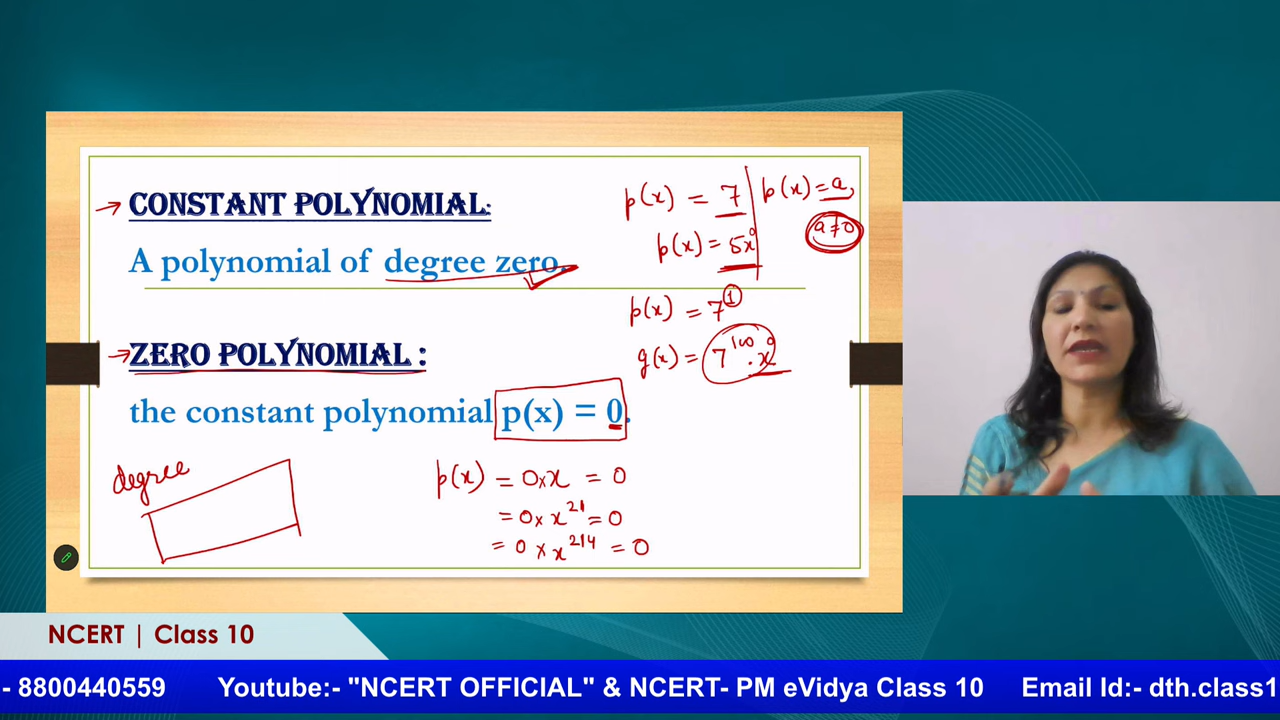 CONSTANT POLYNOMIAL:
A polynomial of degree zero.
p(x) = 7
p(x) = 5x⁰
p(x) = a,
a ≠ 0
p(x) = 7¹
g(x) = 7¹⁰⁰ . x⁰
ZERO POLYNOMIAL :
the constant polynomial p(x) = 0.
degree
p(x) = 0×x = 0
= 0× x²¹ = 0
= 0 × x²¹⁴ = 0
NCERT | Class 10
- 8800440559 Youtube:- "NCERT OFFICIAL" & NCERT- PM eVidya Class 10 Email Id:- dth.class1